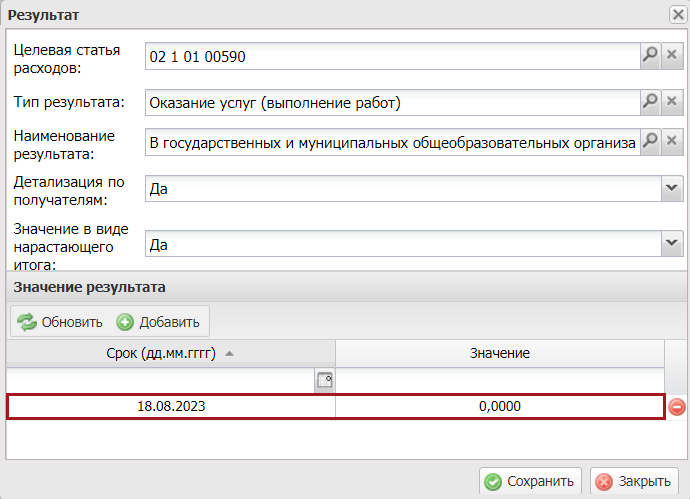 Результат
Целевая статья
расходов:
02 1 01 00590
Тип результата:
Оказание услуг (выполнение работ)
Наименование
результата:
В государственных и муниципальных общеобразовательных организа
Детализация по
получателям:
Да
Значение в виде
нарастающего
итога:
Да
Значение результата
Обновить Добавить
Срок (дд.мм.гггг) Значение
18.08.2023 0,0000
Сохранить Закрыть